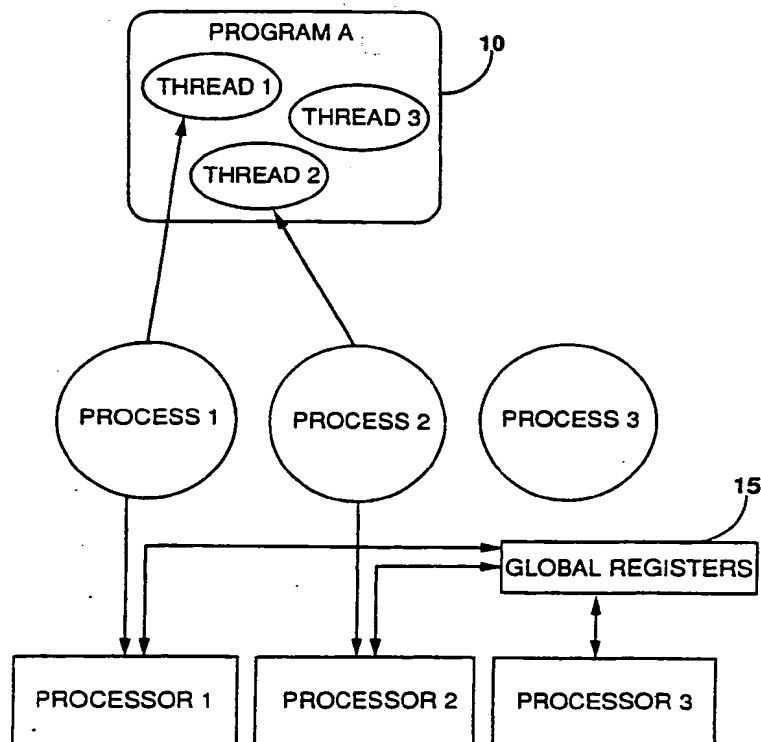 PROGRAM A
10
THREAD 1
THREAD 3
THREAD 2
PROCESS 1
PROCESS 2
PROCESS 3
15
GLOBAL REGISTERS
PROCESSOR 1
PROCESSOR 2
PROCESSOR 3